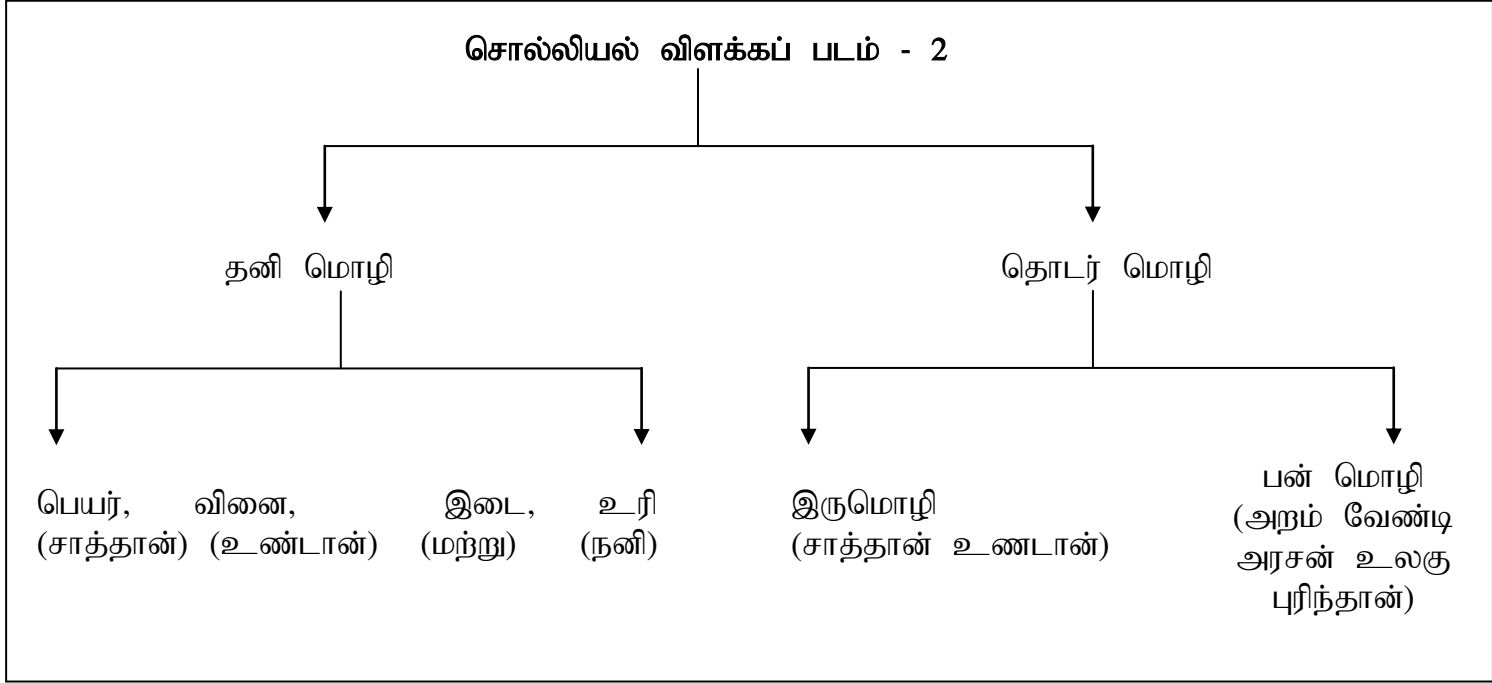 சொல்லியல் விளக்கப் படம் - 2
தனி மொழி
தொடர் மொழி
பெயர், வினை, இடை, உரி
(சாத்தான்) (உண்டான்) (மற்று) (நனி)
இருமொழி
(சாத்தான் உணடான்)
பன் மொழி
(அறம் வேண்டி
அரசன் உலகு
புரிந்தான்)